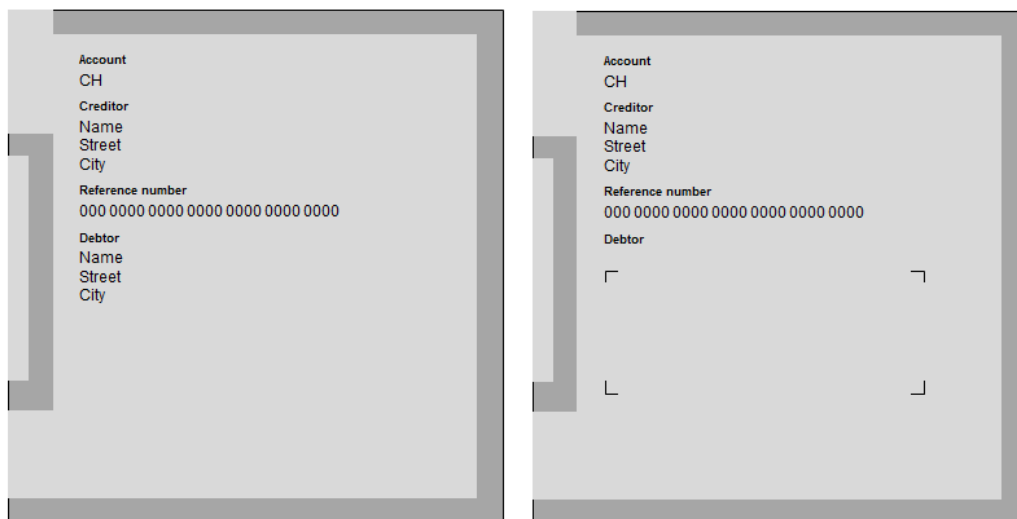 Account
CH
Creditor
Name
Street
City
Reference number
000 0000 0000 0000 0000 0000 0000
Debtor
Name
Street
City
Account
CH
Creditor
Name
Street
City
Reference number
000 0000 0000 0000 0000 0000 0000
Debtor